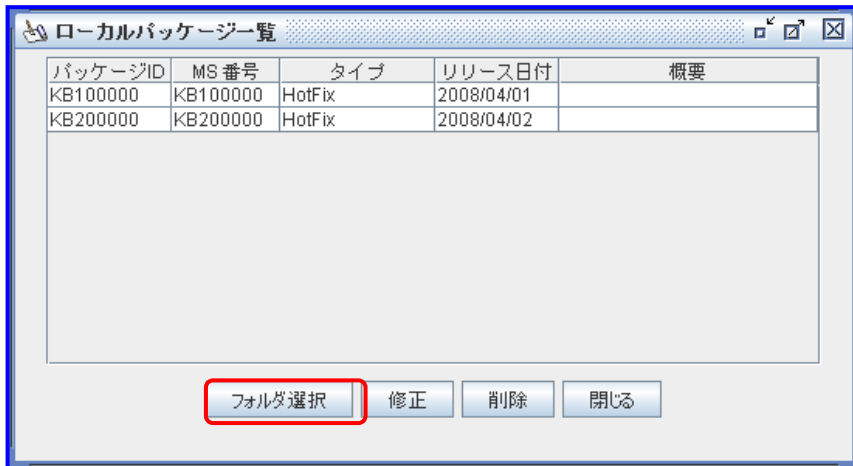 ローカルパッケージ一覧
パッケージID MS 番号 タイプ リリース日付 概要
KB100000 KB100000 HotFix 2008/04/01
KB200000 KB200000 HotFix 2008/04/02
フォルダ選択 修正 削除 閉じる